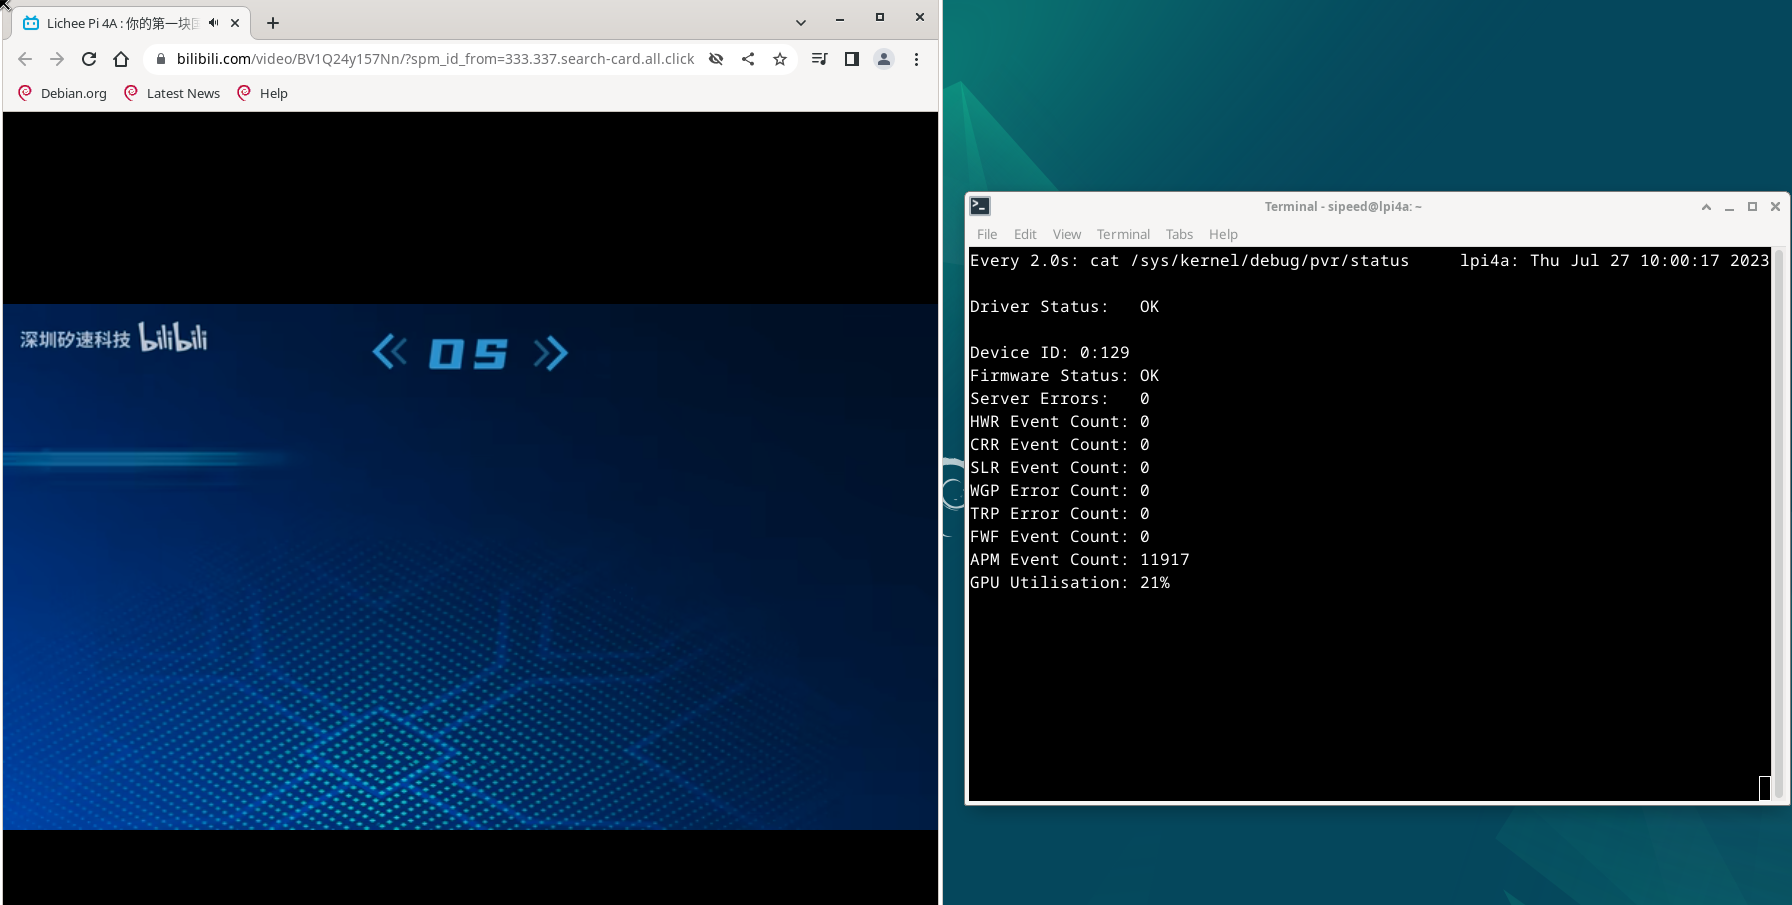 Lichee Pi 4A : 你的第一块
bilibili.com/video/BV1Q24y157Nn/?spm_id_from=333.337.search-card.all.click
Debian.org Latest News Help
深圳矽速科技 bilibili
OS
Terminal - sipeed@lpi4a: ~
File Edit View Terminal Tabs Help
Every 2.0s: cat /sys/kernel/debug/pvr/status lpi4a: Thu Jul 27 10:00:17 2023
Driver Status: OK
Device ID: 0:129
Firmware Status: OK
Server Errors: 0
HWR Event Count: 0
CRR Event Count: 0
SLR Event Count: 0
WGP Error Count: 0
TRP Error Count: 0
FWF Event Count: 0
APM Event Count: 11917
GPU Utilisation: 21%